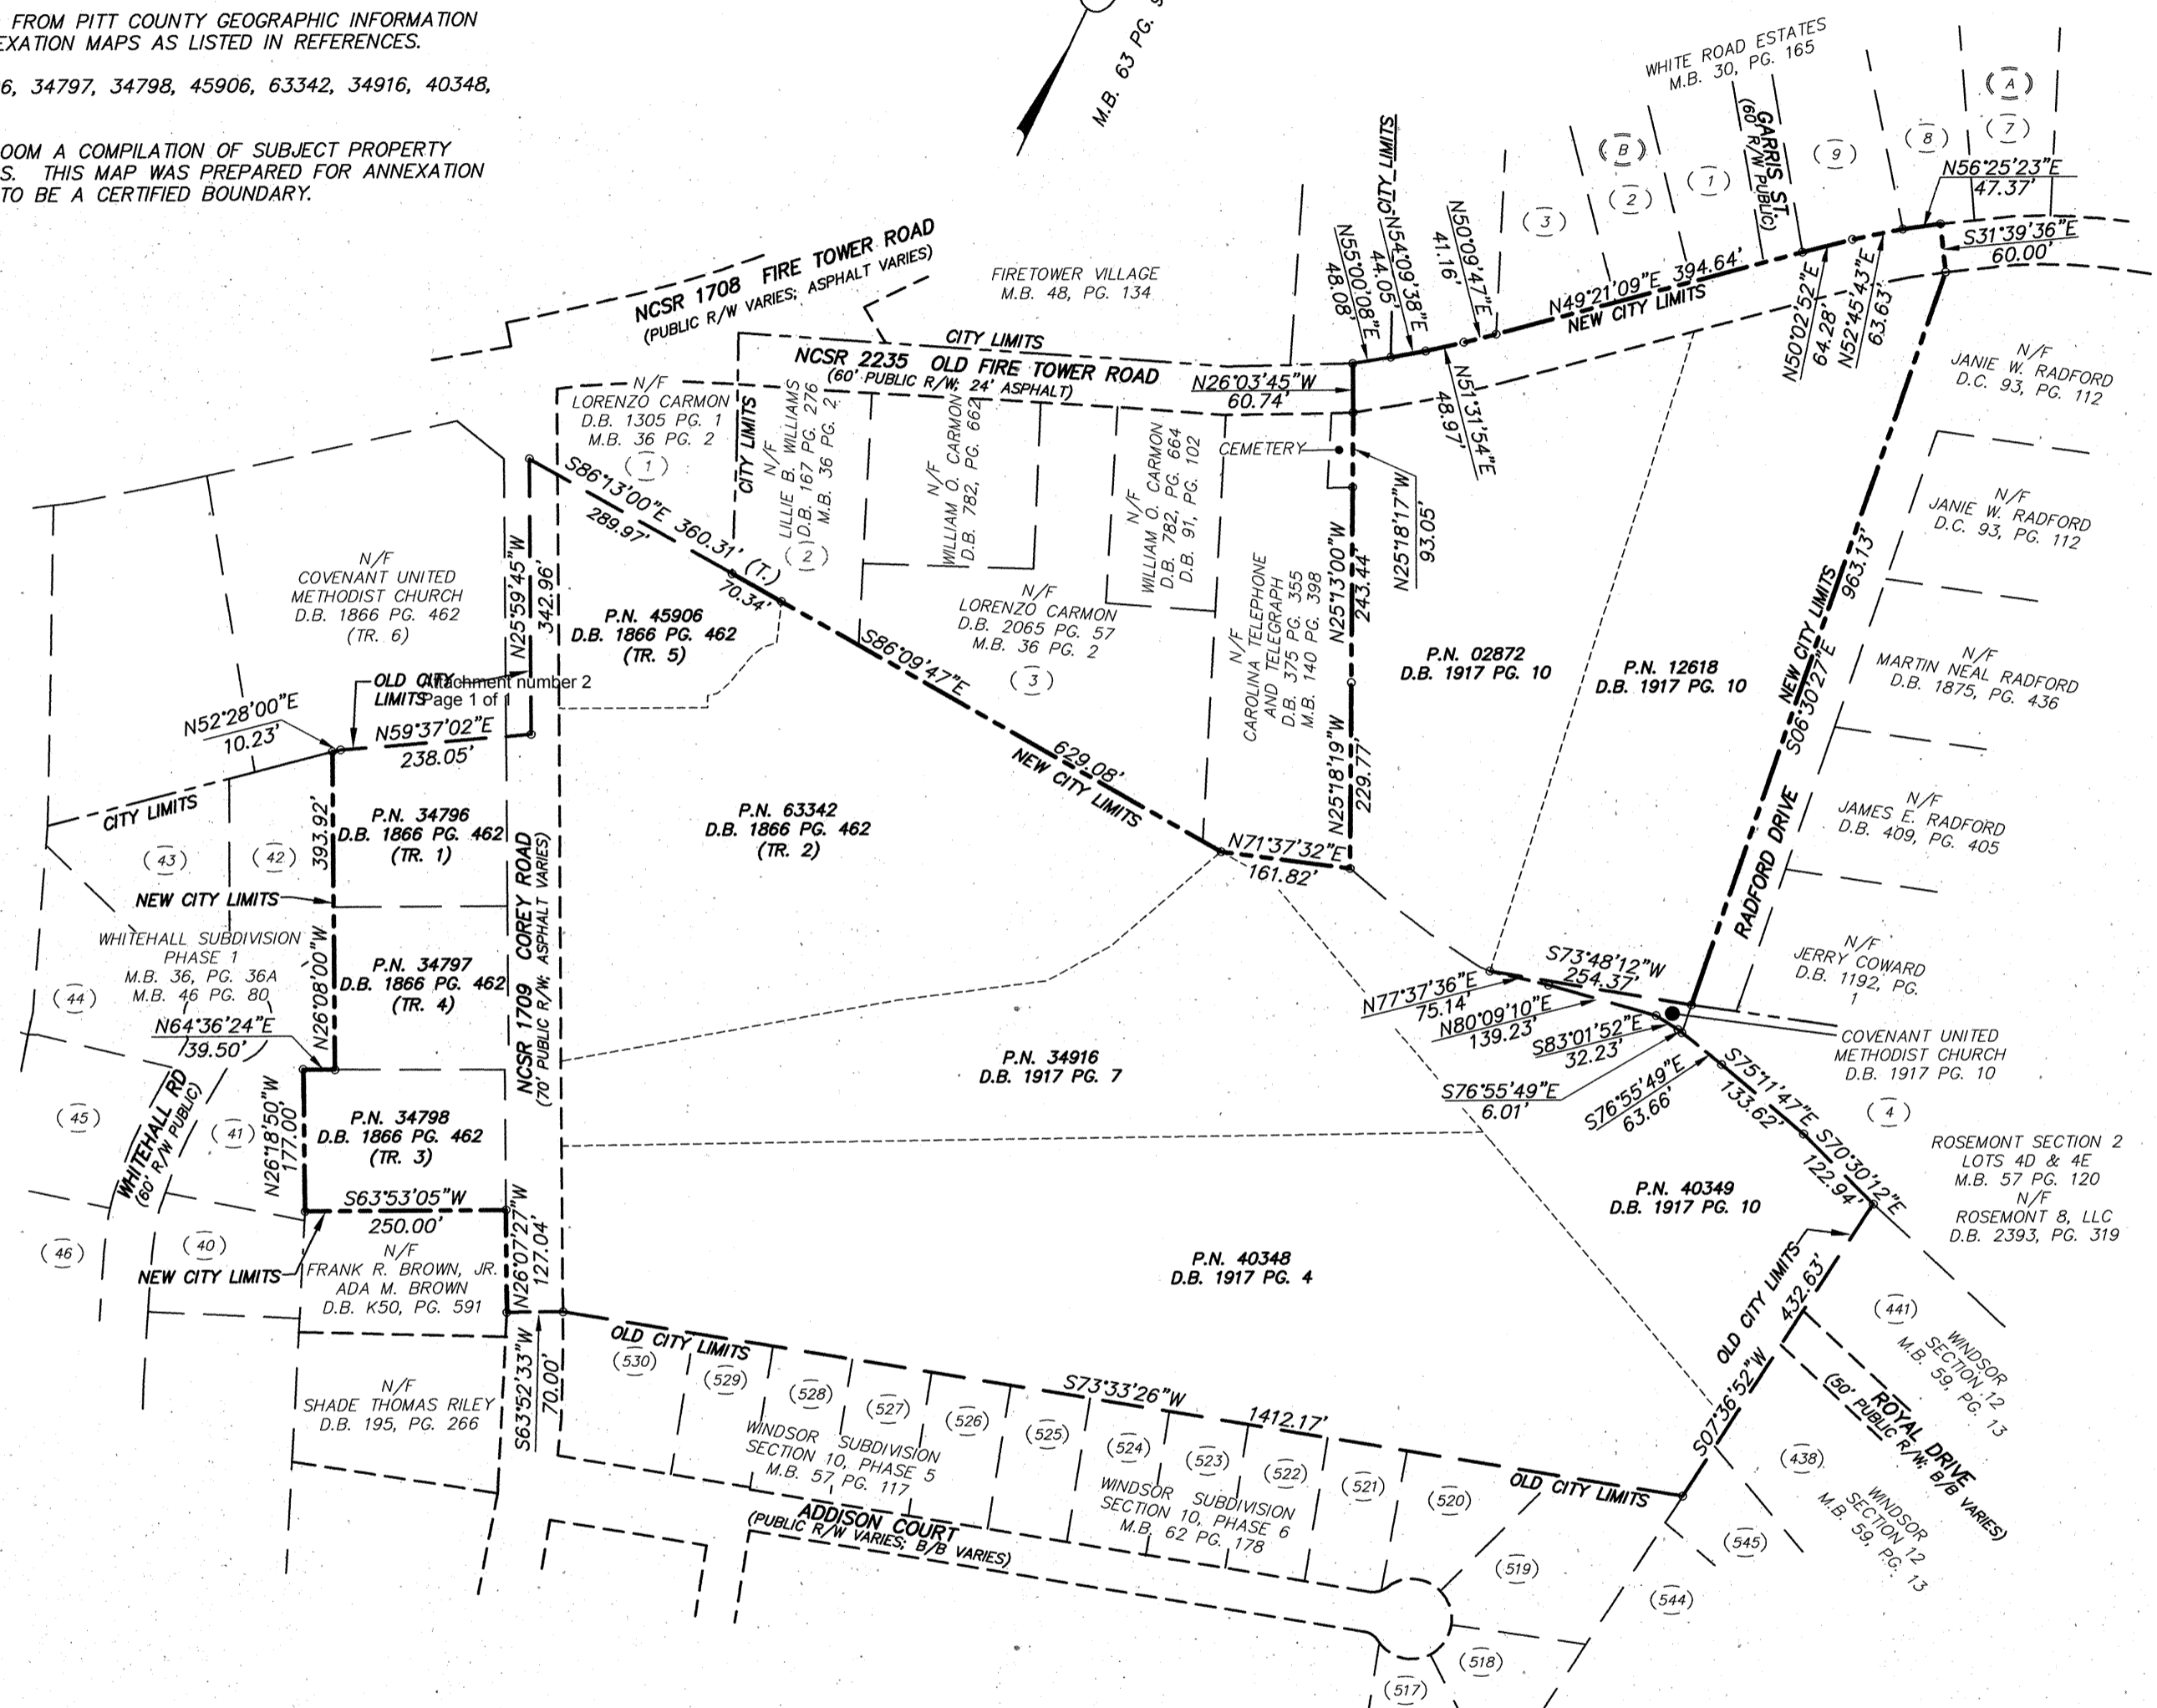 FROM PITT COUNTY GEOGRAPHIC INFORMATION
EXATION MAPS AS LISTED IN REFERENCES.
6, 34797, 34798, 45906, 63342, 34916, 40348,
OOM A COMPILATION OF SUBJECT PROPERTY
S. THIS MAP WAS PREPARED FOR ANNEXATION
TO BE A CERTIFIED BOUNDARY.
M.B. 63 PG.
WHITE ROAD ESTATES
M.B. 30, PG. 165
GARRIS ST
(60' R/W PUBLIC)
(A)
(7)
(8)
(9)
(B)
(1)
(2)
(3)
N56°25'23"E
47.37'
S31°39'36"E
60.00'
NCSR 1708 FIRE TOWER ROAD
(PUBLIC R/W VARIES; ASPHALT VARIES)
FIRETOWER VILLAGE
M.B. 48, PG. 134
CITY LIMITS
NCSR 2235 OLD FIRE TOWER ROAD
(60' PUBLIC R/W; 24' ASPHALT)
N26°03'45"W
60.74'
CITY LIMITS
N55°00'08"E
48.08'
N54°09'38"E
44.05'
N50°09'47"E
41.16'
N51°31'54"E
48.97'
N49°21'09"E 394.64'
NEW CITY LIMITS
N50°02'52"E
64.28'
N52°45'43"E
63.63'
N/F
JANIE W. RADFORD
D.C. 93, PG. 112
N/F
JANIE W. RADFORD
D.C. 93, PG. 112
N/F
MARTIN NEAL RADFORD
D.B. 1875, PG. 436
N/F
JAMES E. RADFORD
D.B. 409, PG. 405
N/F
JERRY COWARD
D.B. 1192, PG.
1
N/F
LORENZO CARMON
D.B. 1305 PG. 1
M.B. 36 PG. 2
(1)
CITY LIMITS
N/F
LILLIE B. WILLIAMS
D.B. 167 PG. 276
M.B. 36 PG. 2
(2)
N/F
WILLIAM O. CARMON
D.B. 782, PG. 662
N/F
WILLIAM O. CARMON
D.B. 782, PG. 664
D.B. 91, PG. 102
CEMETERY
N25°18'17"W
93.05'
S86°13'00"E 360.31' (T.)
289.97'
70.34'
N/F
COVENANT UNITED
METHODIST CHURCH
D.B. 1866 PG. 462
(TR. 6)
N25°59'45"W
342.96'
P.N. 45906
D.B. 1866 PG. 462
(TR. 5)
N/F
LORENZO CARMON
D.B. 2065 PG. 57
M.B. 36 PG. 2
(3)
N/F
CAROLINA TELEPHONE
AND TELEGRAPH
D.B. 375 PG. 355
M.B. 140 PG. 398
N25°13'00"W
243.44'
N25°18'19"W
229.77'
P.N. 02872
D.B. 1917 PG. 10
P.N. 12618
D.B. 1917 PG. 10
NEW CITY LIMITS
S06°30'27"E
963.13'
RADFORD DRIVE
OLD CITY
LIMITS
Attachment number 2
Page 1 of 1
N52°28'00"E
10.23'
N59°37'02"E
238.05'
CITY LIMITS
(43)
(42)
393.92'
P.N. 34796
D.B. 1866 PG. 462
(TR. 1)
NEW CITY LIMITS
S86°09'47"E
629.08'
NEW CITY LIMITS
N71°37'32"E
161.82'
P.N. 63342
D.B. 1866 PG. 462
(TR. 2)
NCSR 1709 COREY ROAD
(70' PUBLIC R/W; ASPHALT VARIES)
WHITEHALL SUBDIVISION
PHASE 1
M.B. 36, PG. 36A
M.B. 46 PG. 80
N26°08'00"W
P.N. 34797
D.B. 1866 PG. 462
(TR. 4)
(44)
N64°36'24"E
39.50'
WHITEHALL RD
(60' R/W PUBLIC)
(45)
(41)
N26°18'50"W
177.00'
P.N. 34798
D.B. 1866 PG. 462
(TR. 3)
P.N. 34916
D.B. 1917 PG. 7
N77°37'36"E
75.14'
S73°48'12"W
254.37'
N80°09'10"E
139.23'
S83°01'52"E
32.23'
S76°55'49"E
6.01'
S76°55'49"E
63.66'
S75°11'47"E
133.62'
S70°30'12"E
122.94'
COVENANT UNITED
METHODIST CHURCH
D.B. 1917 PG. 10
(4)
ROSEMONT SECTION 2
LOTS 4D & 4E
M.B. 57 PG. 120
N/F
ROSEMONT 8, LLC
D.B. 2393, PG. 319
S63°53'05"W
250.00'
(46)
(40)
NEW CITY LIMITS
N/F
FRANK R. BROWN, JR.
ADA M. BROWN
D.B. K50, PG. 591
N26°07'27"W
127.04'
S63°52'33"W
70.00'
P.N. 40349
D.B. 1917 PG. 10
P.N. 40348
D.B. 1917 PG. 4
OLD CITY LIMITS
432.63'
S07°36'52"W
(441)
WINDSOR
SECTION 12
M.B. 59, PG. 13
ROYAL DRIVE
(50' PUBLIC R/W; B/B VARIES)
(438)
WINDSOR
SECTION 12
M.B. 59, PG. 13
N/F
SHADE THOMAS RILEY
D.B. 195, PG. 266
OLD CITY LIMITS
S73°33'26"W
1412.17'
OLD CITY LIMITS
(530)
(529)
(528)
(527)
(526)
(525)
(524)
(523)
(522)
(521)
(520)
WINDSOR SUBDIVISION
SECTION 10, PHASE 5
M.B. 57 PG. 117
WINDSOR SUBDIVISION
SECTION 10, PHASE 6
M.B. 62 PG. 178
ADDISON COURT
(PUBLIC R/W VARIES; B/B VARIES)
(545)
(519)
(544)
(518)
(517)